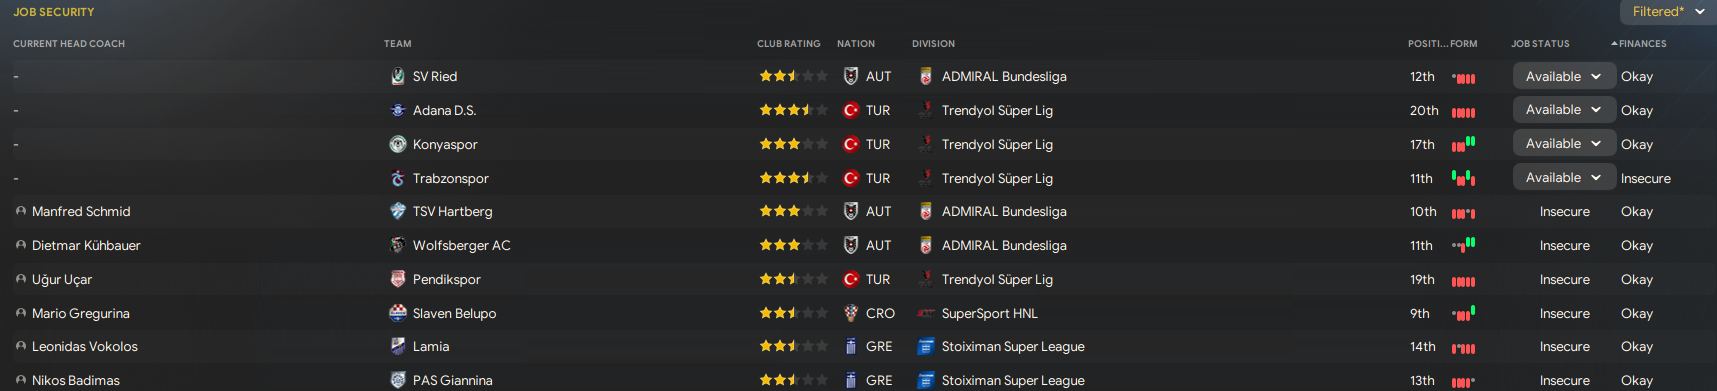 JOB SECURITY Filtered*
CURRENT HEAD COACH TEAM CLUB RATING NATION DIVISION POSITI... FORM JOB STATUS FINANCES
- SV Ried AUT ADMIRAL Bundesliga 12th Available Okay
- Adana D.S. TUR Trendyol Süper Lig 20th Available Okay
- Konyaspor TUR Trendyol Süper Lig 17th Available Okay
- Trabzonspor TUR Trendyol Süper Lig 11th Available Insecure
Manfred Schmid TSV Hartberg AUT ADMIRAL Bundesliga 10th Insecure Okay
Dietmar Kühbauer Wolfsberger AC AUT ADMIRAL Bundesliga 11th Insecure Okay
Uğur Uçar Pendikspor TUR Trendyol Süper Lig 19th Insecure Okay
Mario Gregurina Slaven Belupo CRO SuperSport HNL 9th Insecure Okay
Leonidas Vokolos Lamia GRE Stoiximan Super League 14th Insecure Okay
Nikos Badimas PAS Giannina GRE Stoiximan Super League 13th Insecure Okay